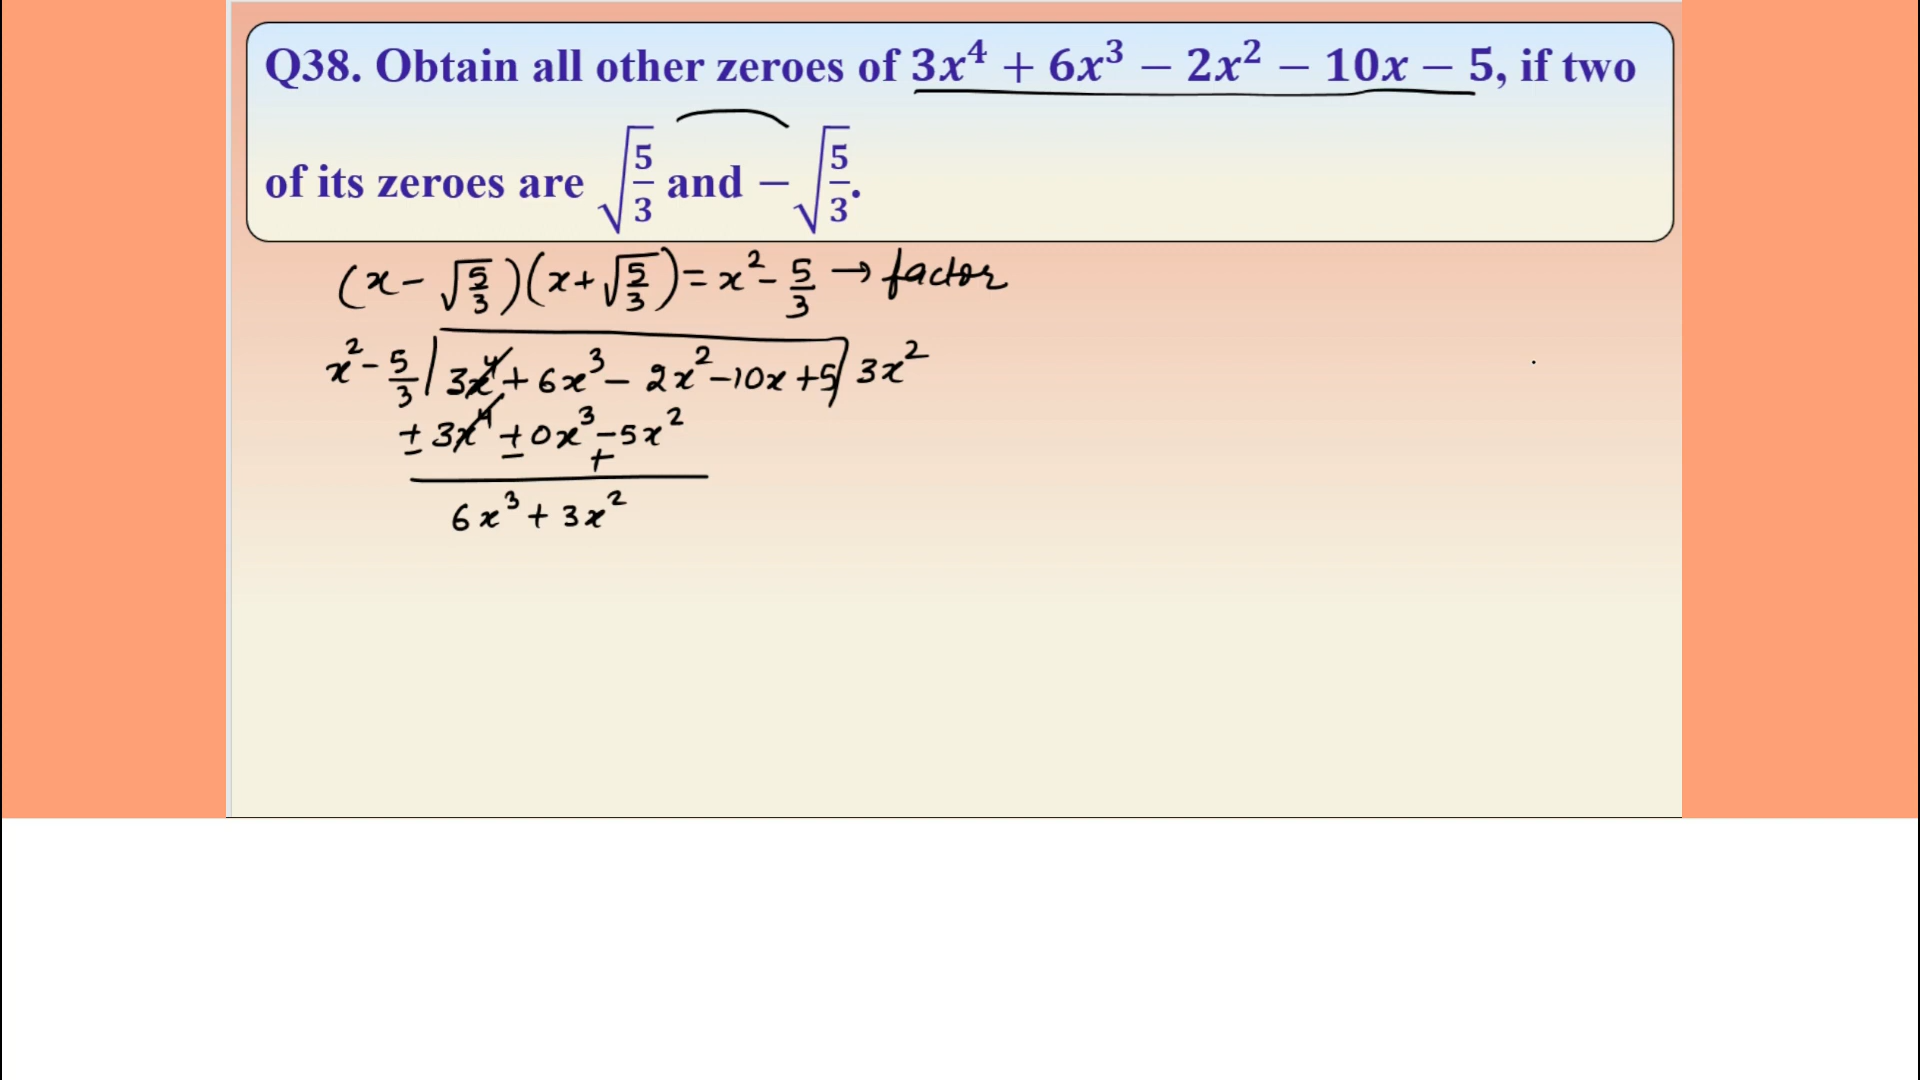 Q38. Obtain all other zeroes of 3x⁴ + 6x³ − 2x² − 10x − 5, if two
of its zeroes are √(5/3) and − √(5/3).
(x − √(5/3))(x + √(5/3)) = x² − 5/3 → factor
x² − 5/3 | 3x⁴ + 6x³ − 2x² − 10x + 5 | 3x²
± 3x⁴ ± 0x³ − 5x²
+
6x³ + 3x²